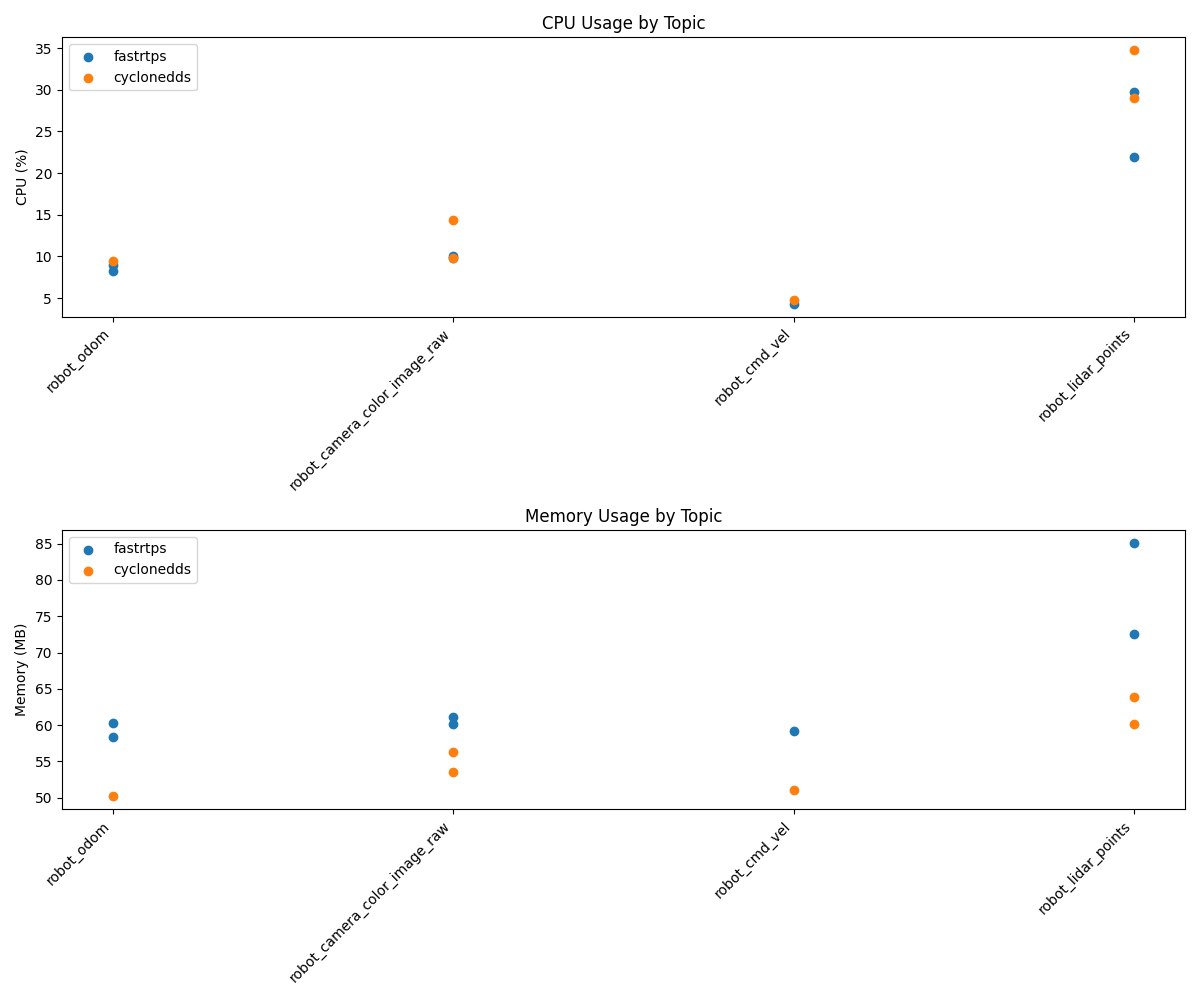 CPU Usage by Topic
fastrtps
cyclonedds
35
30
25
20
15
10
5
CPU (%)
robot_odom
robot_camera_color_image_raw
robot_cmd_vel
robot_lidar_points
Memory Usage by Topic
fastrtps
cyclonedds
85
80
75
70
65
60
55
50
Memory (MB)
robot_odom
robot_camera_color_image_raw
robot_cmd_vel
robot_lidar_points